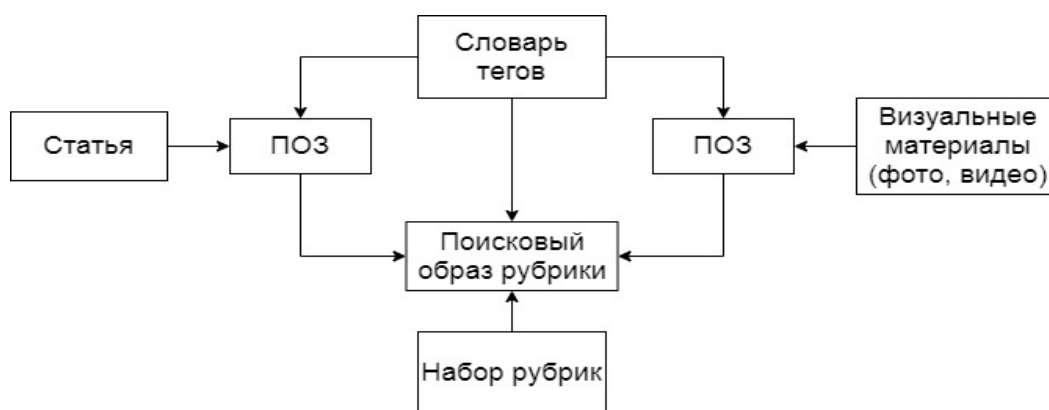 Словарь
тегов
Статья
ПОЗ
ПОЗ
Визуальные
материалы
(фото, видео)
Поисковый
образ рубрики
Набор рубрик